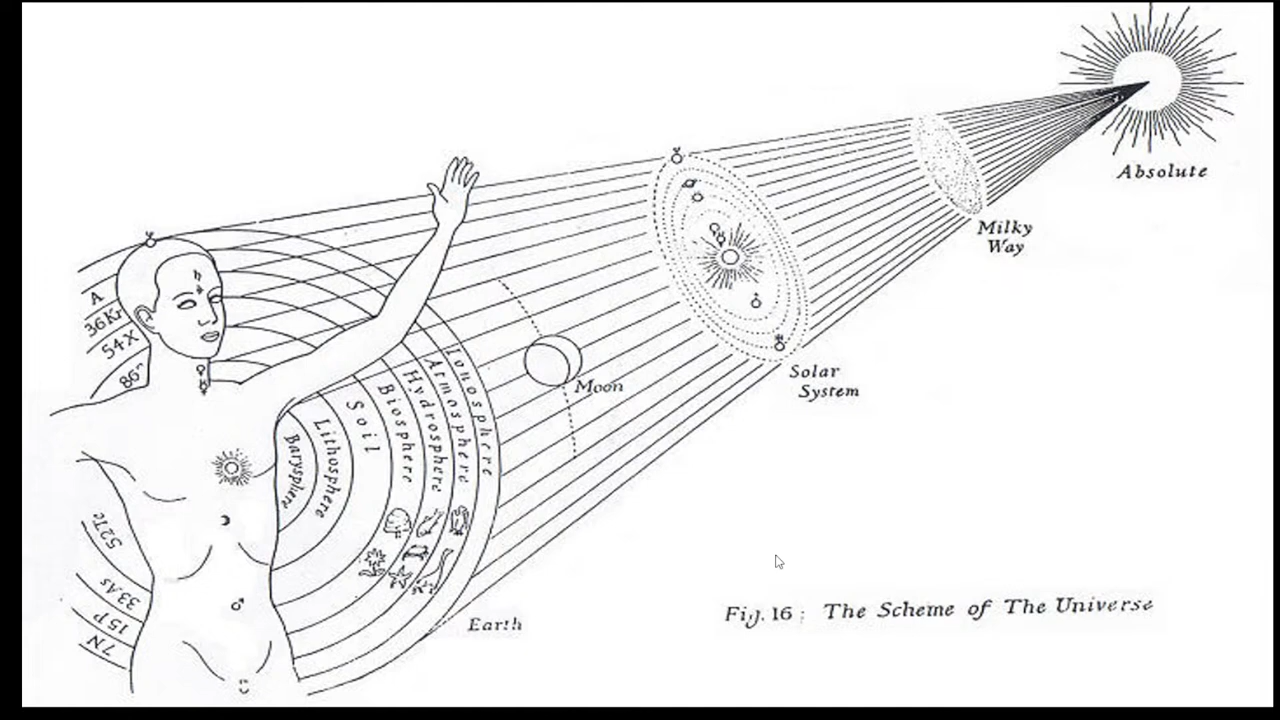 Absolute
Milky
Way
Solar
System
Moon
A
36Kr
54X
86
Ionosphere
Atmosphere
Hydrosphere
Biosphere
Soil
Lithosphere
Barysphere
52Te
33As
15P
7N
Earth
Fig. 16 : The Scheme of The Universe